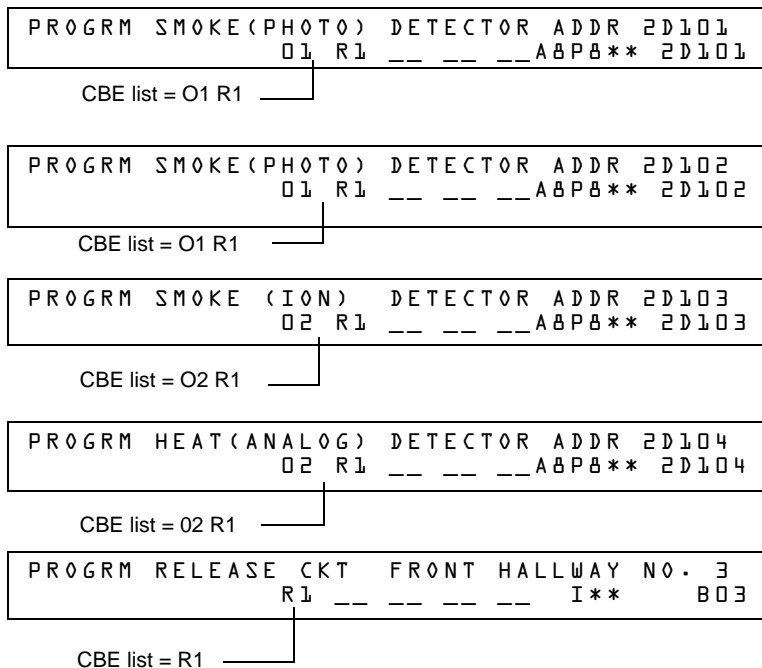 PROGRM SMOKE(PHOTO) DETECTOR ADDR 2D101
01 R1 __ __ __A8P8** 2D101
CBE list = O1 R1
PROGRM SMOKE(PHOTO) DETECTOR ADDR 2D102
01 R1 __ __ __A8P8** 2D102
CBE list = O1 R1
PROGRM SMOKE (ION) DETECTOR ADDR 2D103
02 R1 __ __ __A8P8** 2D103
CBE list = O2 R1
PROGRM HEAT(ANALOG) DETECTOR ADDR 2D104
02 R1 __ __ __A8P8** 2D104
CBE list = 02 R1
PROGRM RELEASE CKT FRONT HALLWAY NO. 3
R1 __ __ __ __ I** B03
CBE list = R1